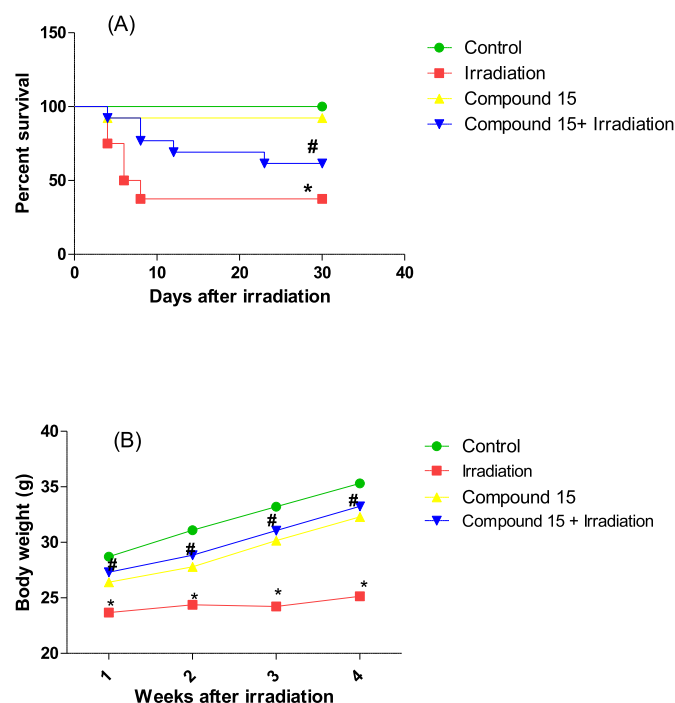 (A)
150
100
50
0
Percent survival
0 10 20 30 40
Days after irradiation
#
*
Control
Irradiation
Compound 15
Compound 15+ Irradiation
(B)
40
35
30
25
20
Body weight (g)
# # # #
* * * *
1 2 3 4
Weeks after irradiation
Control
Irradiation
Compound 15
Compound 15 + Irradiation